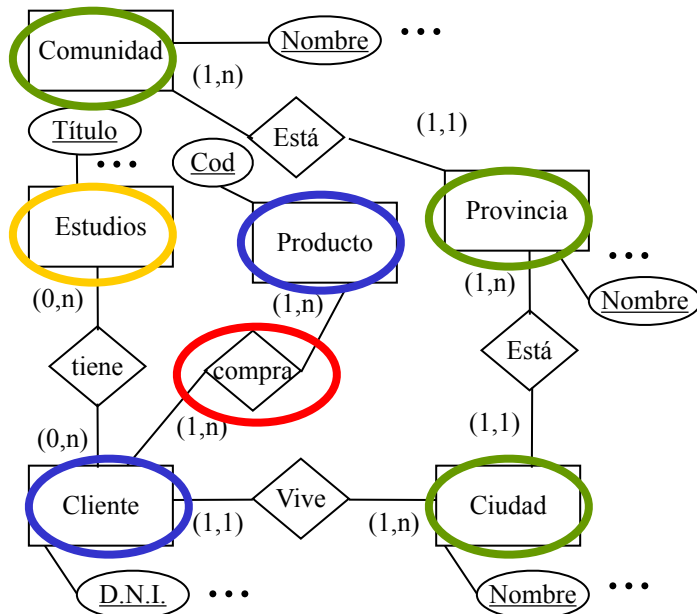 Comunidad
Nombre
...
(1,n)
Está
(1,1)
Título
...
Cod
Estudios
Producto
Provincia
...
(0,n)
(1,n)
(1,n)
Nombre
tiene
compra
Está
(0,n)
(1,n)
(1,1)
Cliente
(1,1)
Vive
(1,n)
Ciudad
D.N.I.
...
Nombre
...